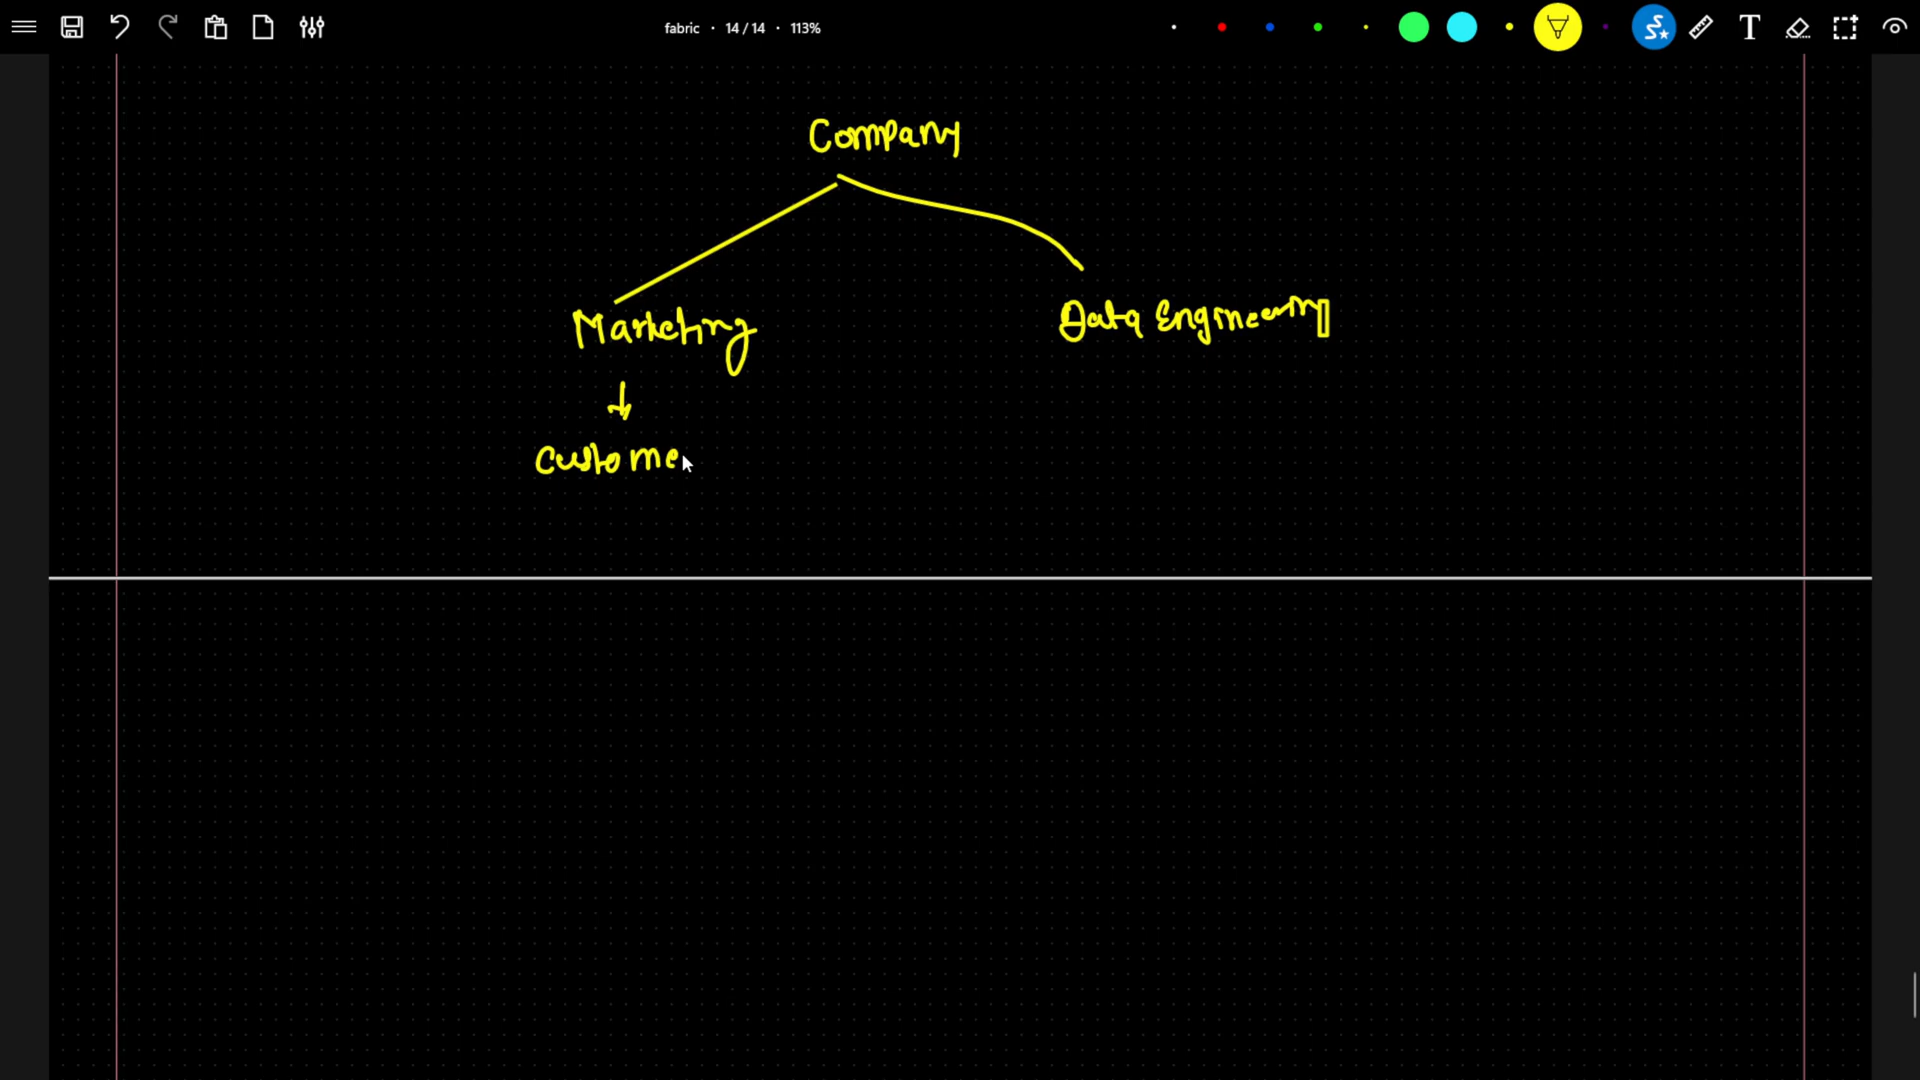 fabric · 14 / 14 · 113%
T
Company
Marketing
Data Engineering
Custome